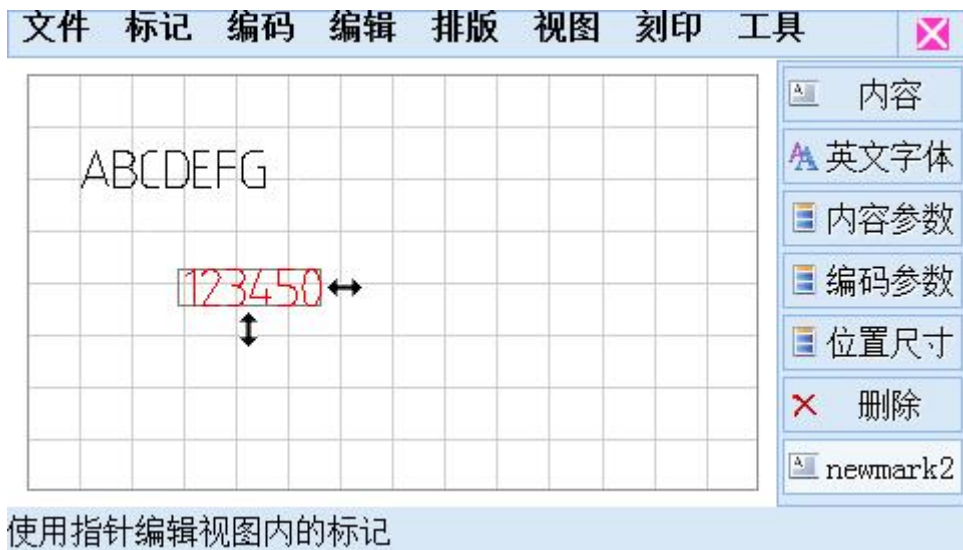 文件 标记 编码 编辑 排版 视图 刻印 工具
内容
ABCDEFG
英文字体
内容参数
123450
编码参数
位置尺寸
删除
newmark2
使用指针编辑视图内的标记